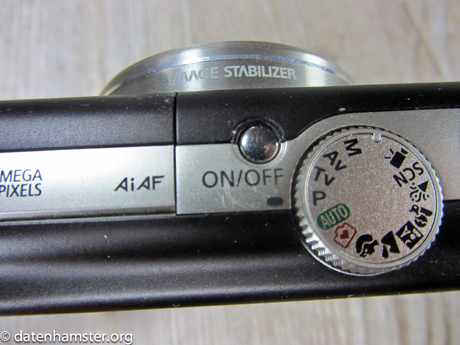 IMAGE STABILIZER
MEGA
PIXELS
AiAF
ON/OFF
M
Av
Tv
P
AUTO
SCN
© datenhamster.org